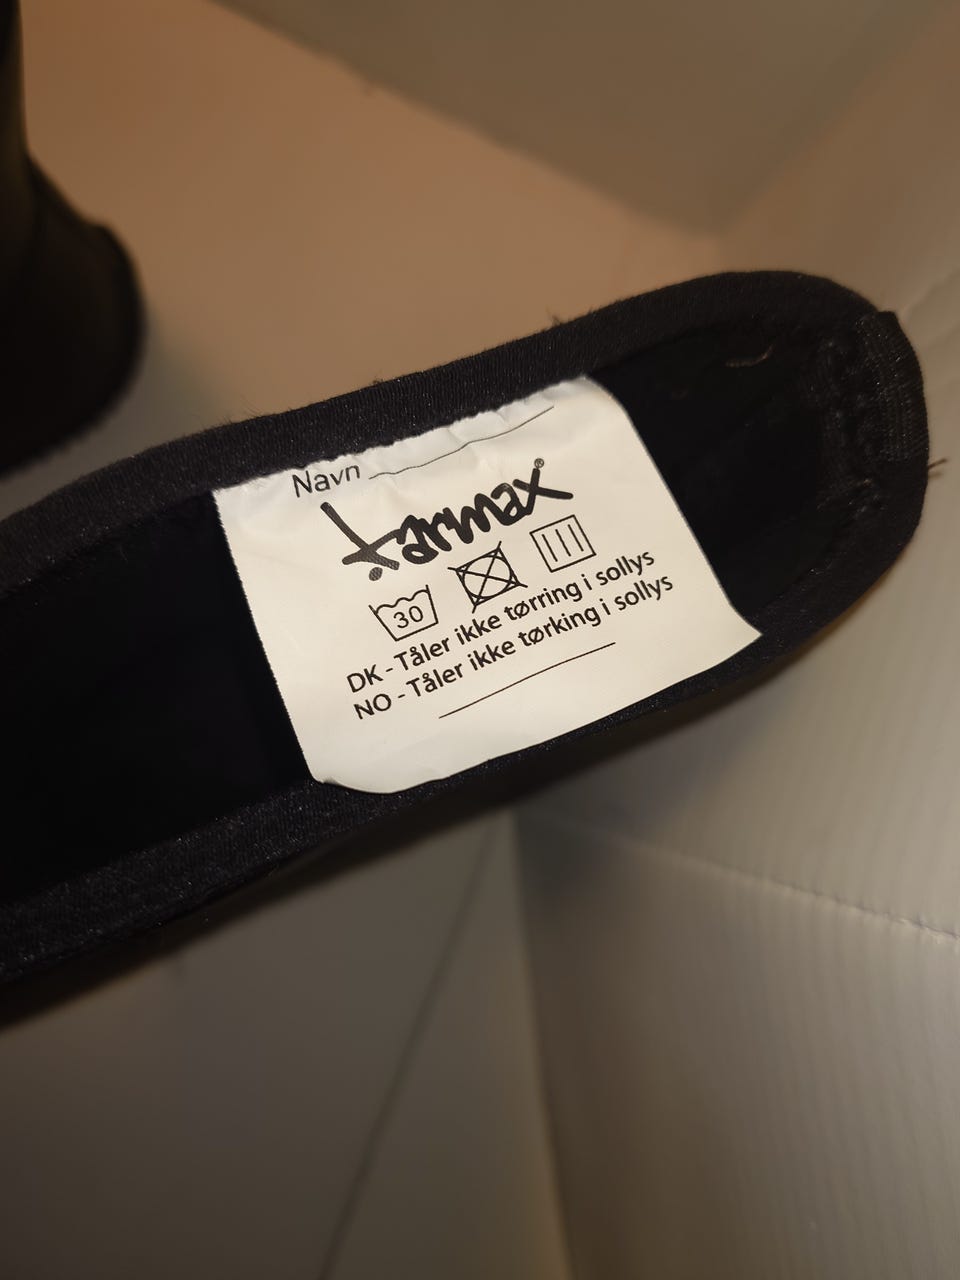 Navn
karmax®
30
DK - Tåler ikke tørring i sollys
NO - Tåler ikke tørking i sollys